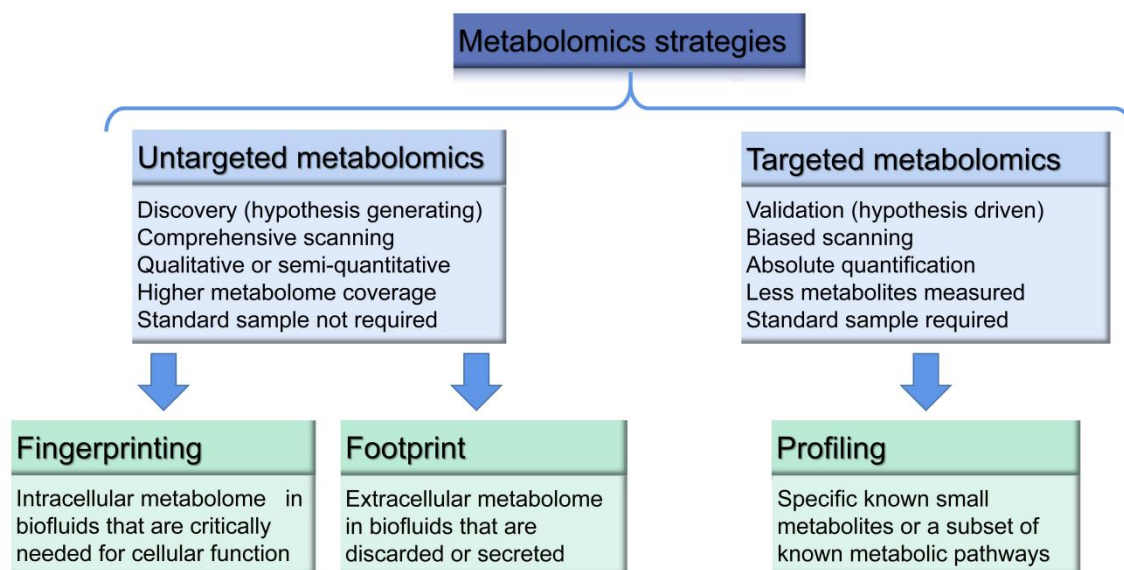 Metabolomics strategies
Untargeted metabolomics
Discovery (hypothesis generating)
Comprehensive scanning
Qualitative or semi-quantitative
Higher metabolome coverage
Standard sample not required
Targeted metabolomics
Validation (hypothesis driven)
Biased scanning
Absolute quantification
Less metabolites measured
Standard sample required
Fingerprinting
Intracellular metabolome in
biofluids that are critically
needed for cellular function
Footprint
Extracellular metabolome
in biofluids that are
discarded or secreted
Profiling
Specific known small
metabolites or a subset of
known metabolic pathways